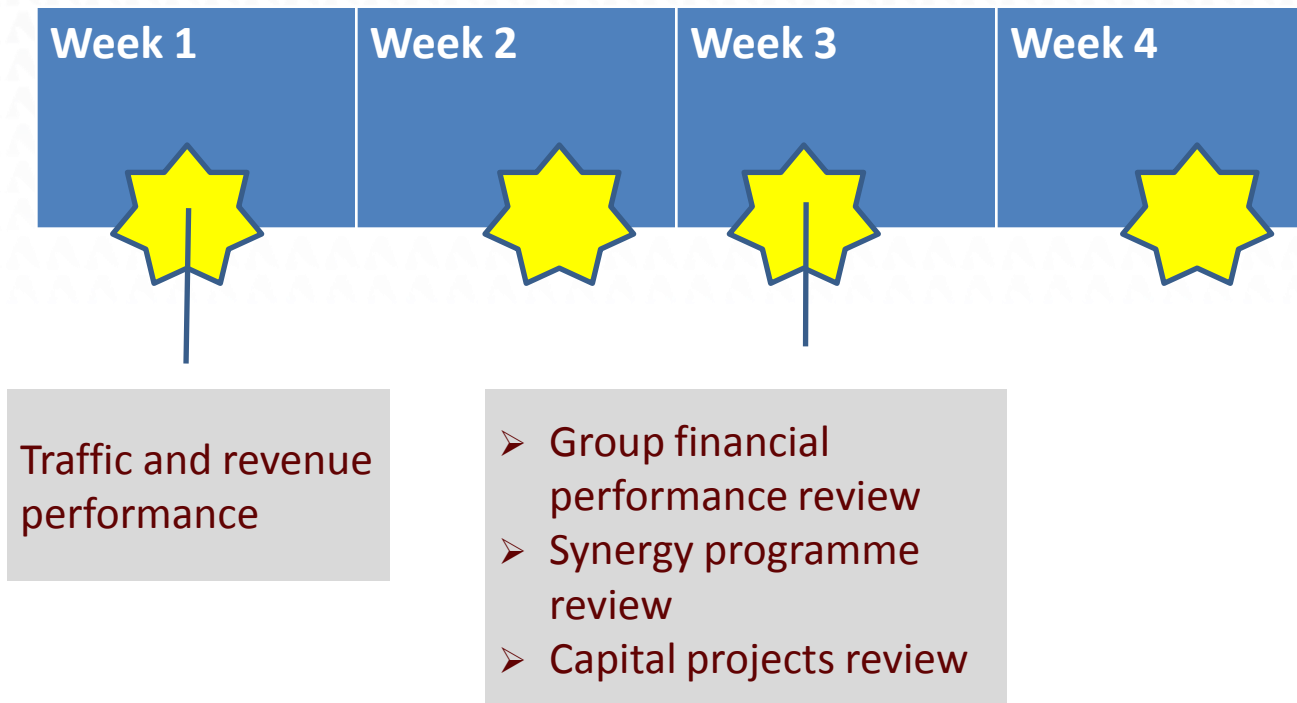 Week 1
Week 2
Week 3
Week 4
Traffic and revenue
performance
➢ Group financial
performance review
➢ Synergy programme
review
➢ Capital projects review